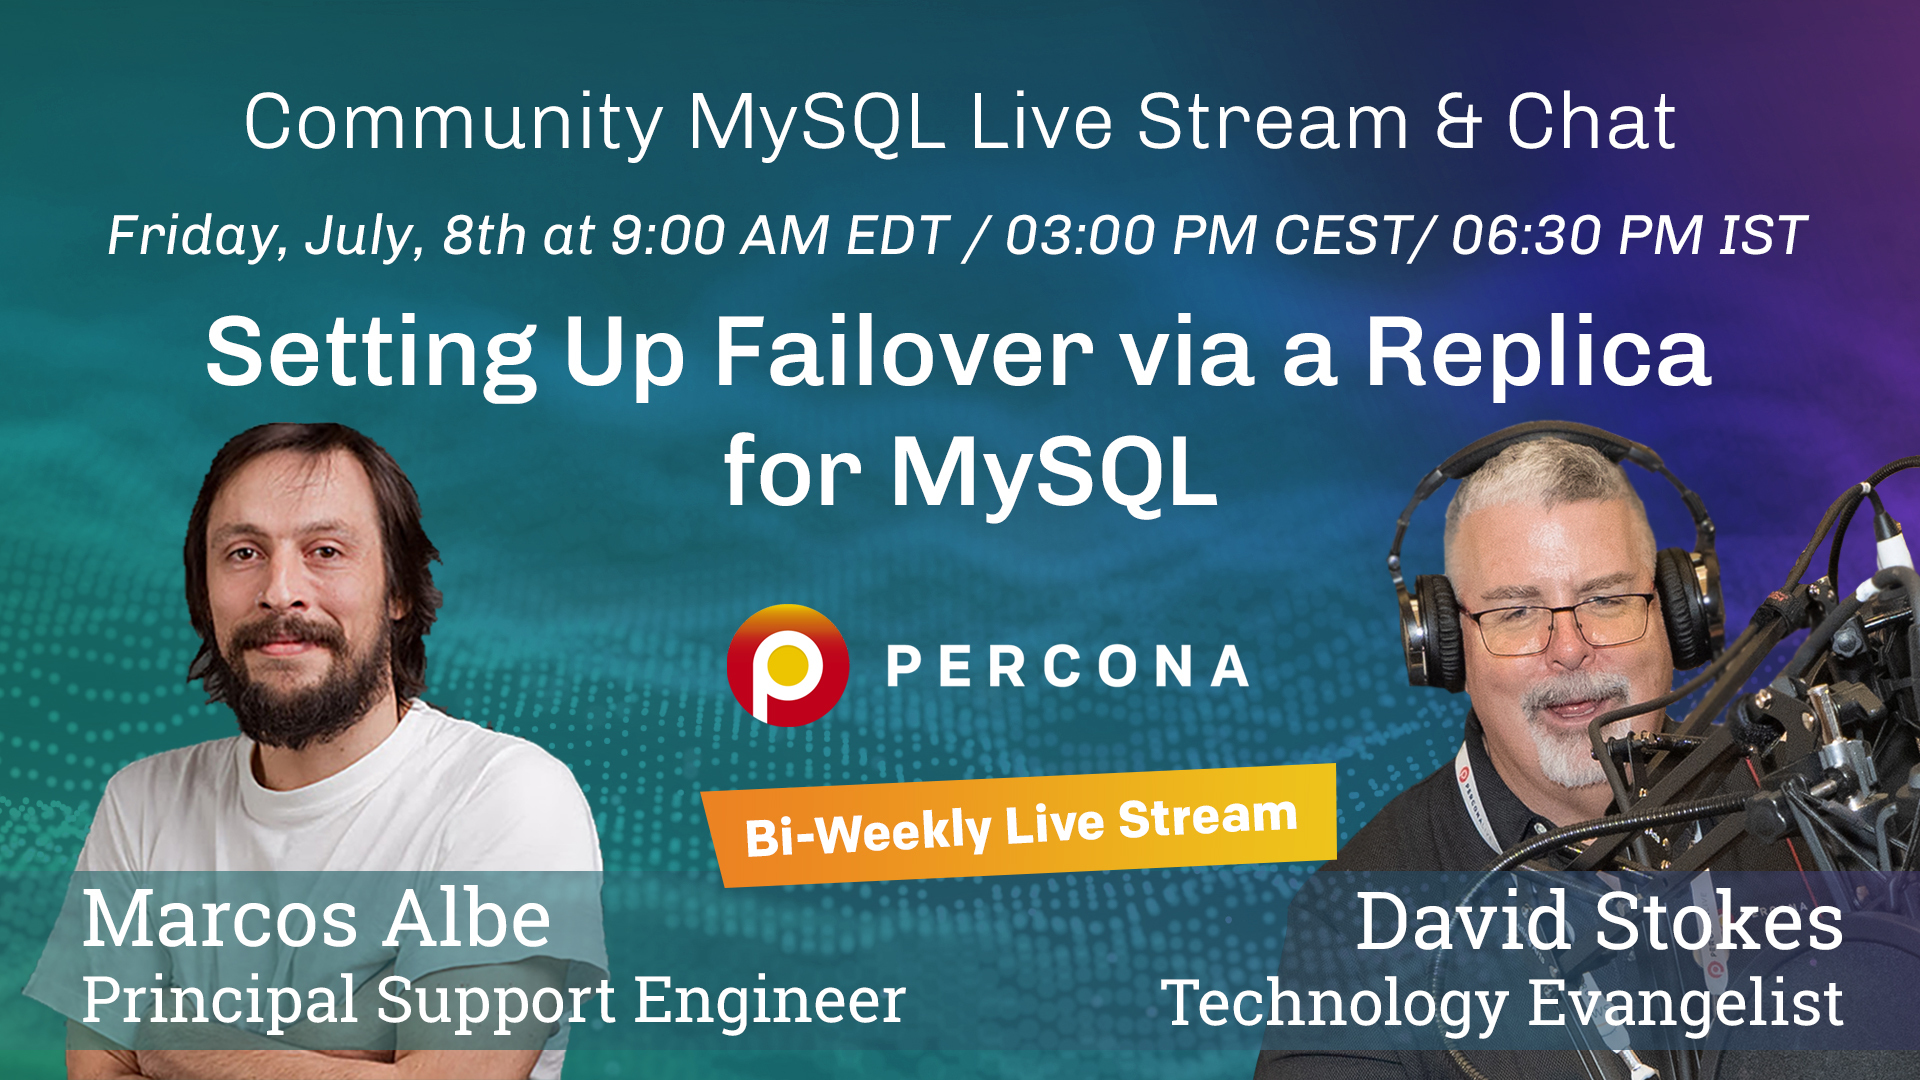 Community MySQL Live Stream & Chat
Friday, July, 8th at 9:00 AM EDT / 03:00 PM CEST/ 06:30 PM IST
Setting Up Failover via a Replica
for MySQL
PERCONA
Bi-Weekly Live Stream
PERCONA
Marcos Albe
Principal Support Engineer
David Stokes
Technology Evangelist